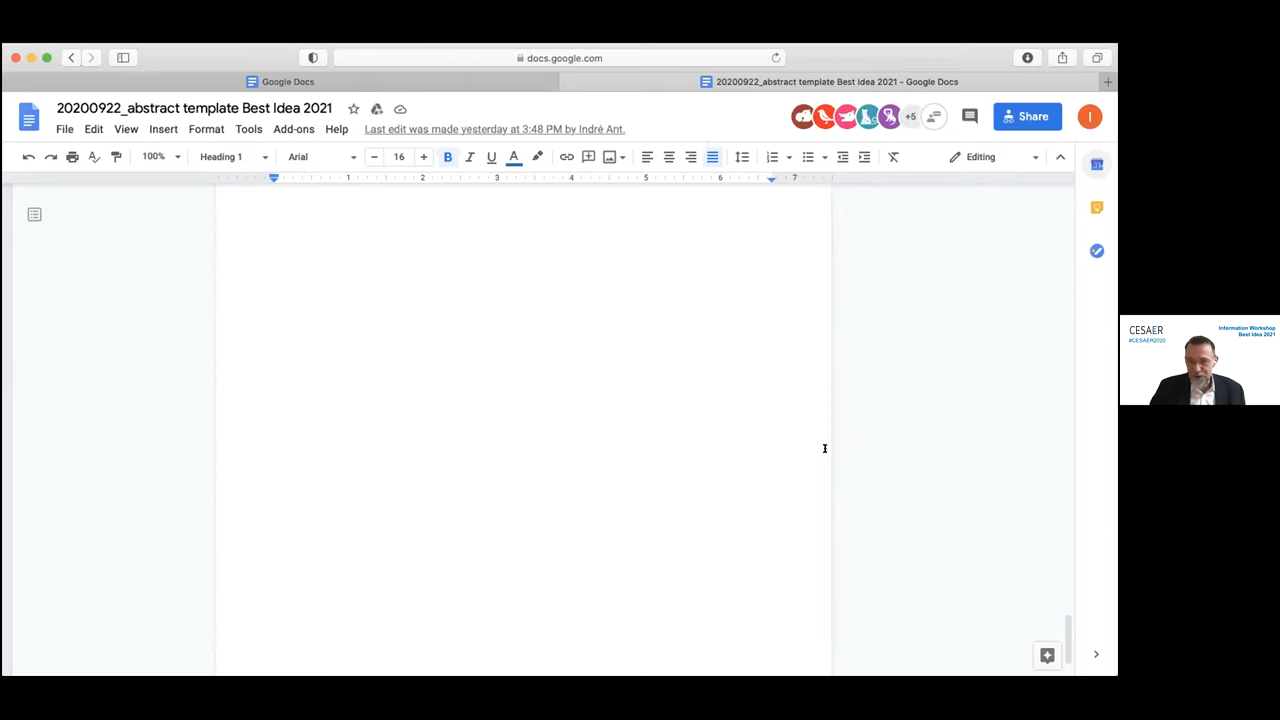 docs.google.com
Google Docs
20200922_abstract template Best Idea 2021 - Google Docs
20200922_abstract template Best Idea 2021
+5
Share
I
File Edit View Insert Format Tools Add-ons Help Last edit was made yesterday at 3:48 PM by Indrė Ant.
100% Heading 1 Arial 16 B I U A Editing
1 2 3 4 5 6 7
CESAER
#CESAER2020
Information Workshop
Best Idea 2021